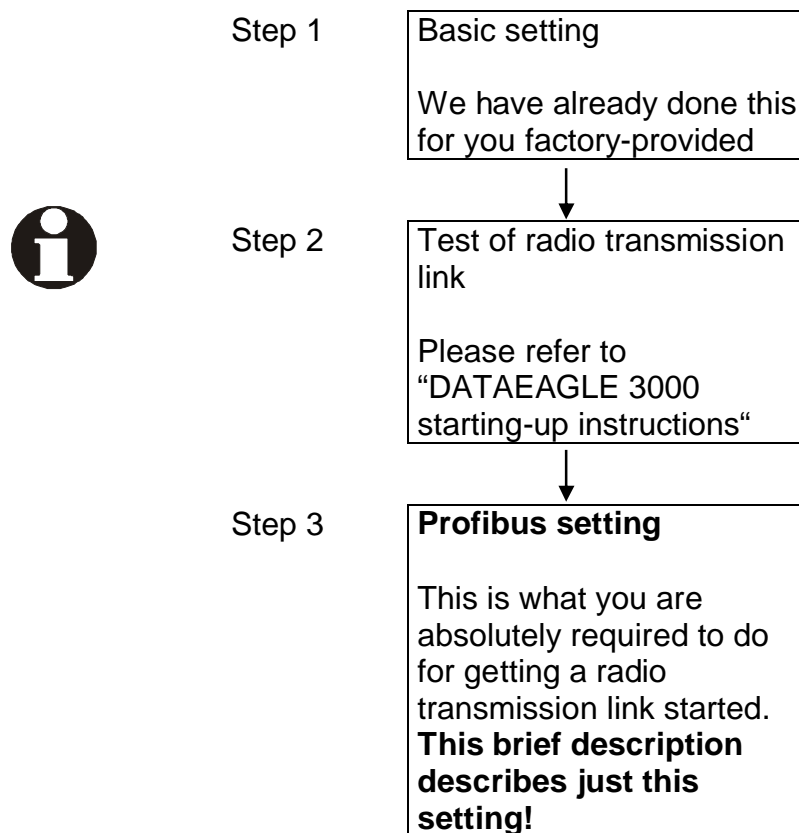 Step 1
Basic setting
We have already done this
for you factory-provided
Step 2
Test of radio transmission
link
Please refer to
“DATAEAGLE 3000
starting-up instructions“
Step 3
Profibus setting
This is what you are
absolutely required to do
for getting a radio
transmission link started.
This brief description
describes just this
setting!